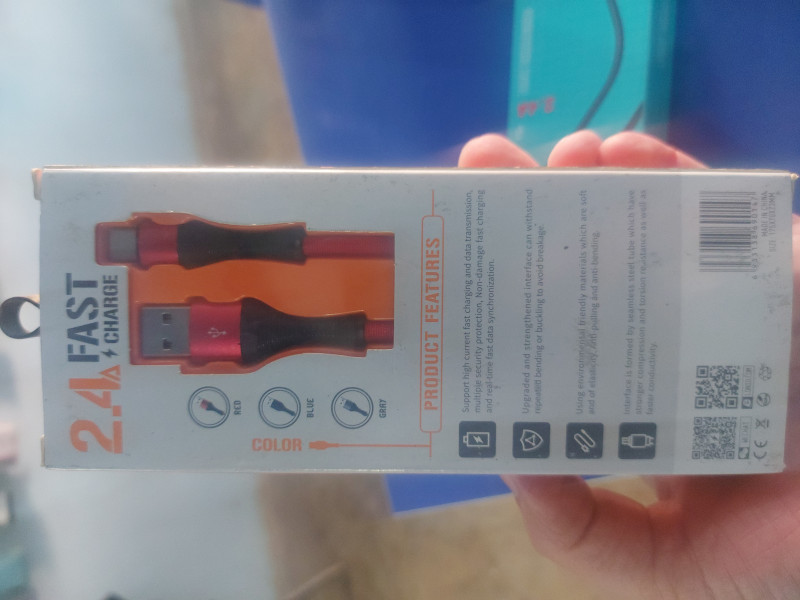 2.4A
FAST
CHARGE
RED
BLUE
GRAY
COLOR
PRODUCT FEATURES
Support high current fast charging and data transmission,
multiple security protection, Non-damage fast charging
and real-time fast data synchronization.
Upgraded and strengthened interface can withstand
repeated bending or buckling to avoid breakage.
Using environmental friendly materials which are soft
and of elasticity, anti-pulling and anti-bending.
Interface is formed by seamless steel tube which have
stronger compression and torsion resistance as well as
faster conductivity.
MADE IN CHINA
CE